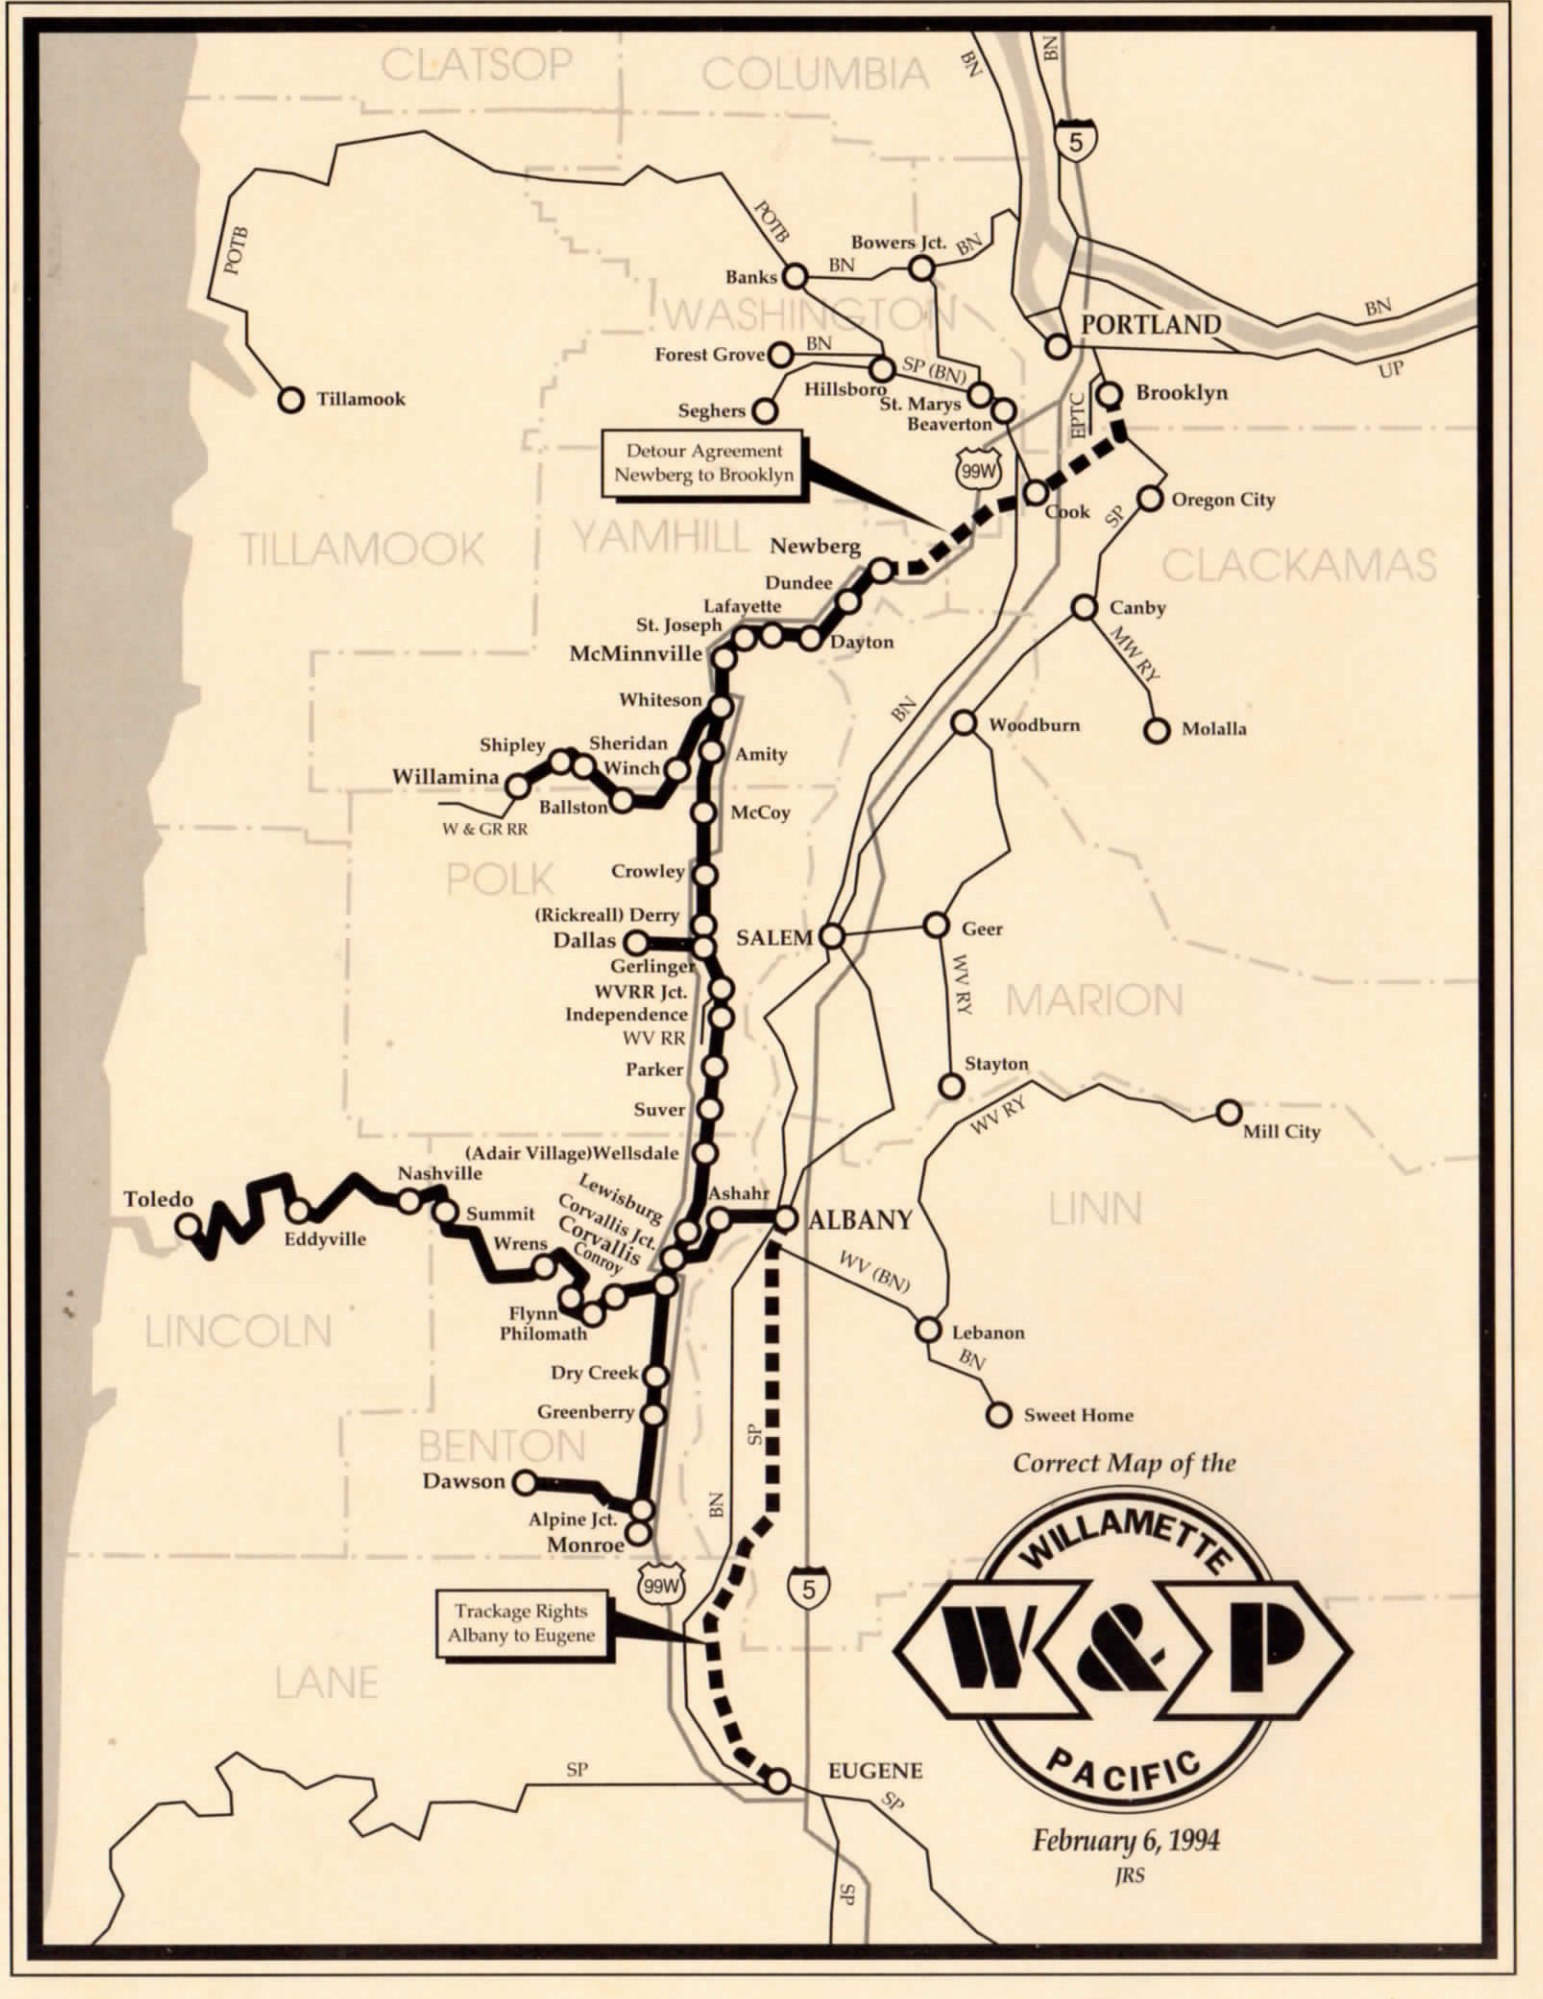 CLATSOP
COLUMBIA
BN
BN
5
POTB
POTB
Bowers Jct.
BN
Banks
BN
WASHINGTON
BN
PORTLAND
Forest Grove
BN
SP (BN)
UP
Tillamook
Hillsboro
Seghers
St. Marys
Beaverton
EPTC
Brooklyn
Detour Agreement
Newberg to Brooklyn
99W
Cook
SP
Oregon City
TILLAMOOK
YAMHILL
CLACKAMAS
Newberg
Dundee
Lafayette
St. Joseph
McMinnville
Dayton
Canby
MW RY
Whiteson
BN
Woodburn
Molalla
Shipley
Sheridan
Winch
Amity
Willamina
Ballston
McCoy
W & GR RR
POLK
Crowley
(Rickreall) Derry
Dallas
SALEM
Geer
Gerlinger
WVRR Jct.
Independence
WV RR
WV RY
MARION
Parker
Stayton
Suver
WV RY
Mill City
(Adair Village)Wellsdale
Nashville
Toledo
Lewisburg
Ashahr
Corvallis Jct.
Corvallis
Conroy
Summit
Eddyville
Wrens
ALBANY
LINN
WV (BN)
Flynn
Philomath
LINCOLN
Lebanon
BN
Dry Creek
Greenberry
Sweet Home
SP
BENTON
Dawson
BN
Alpine Jct.
Monroe
Correct Map of the
WILLAMETTE
W & P
PACIFIC
99W
5
Trackage Rights
Albany to Eugene
LANE
SP
EUGENE
SP
February 6, 1994
JRS
SP